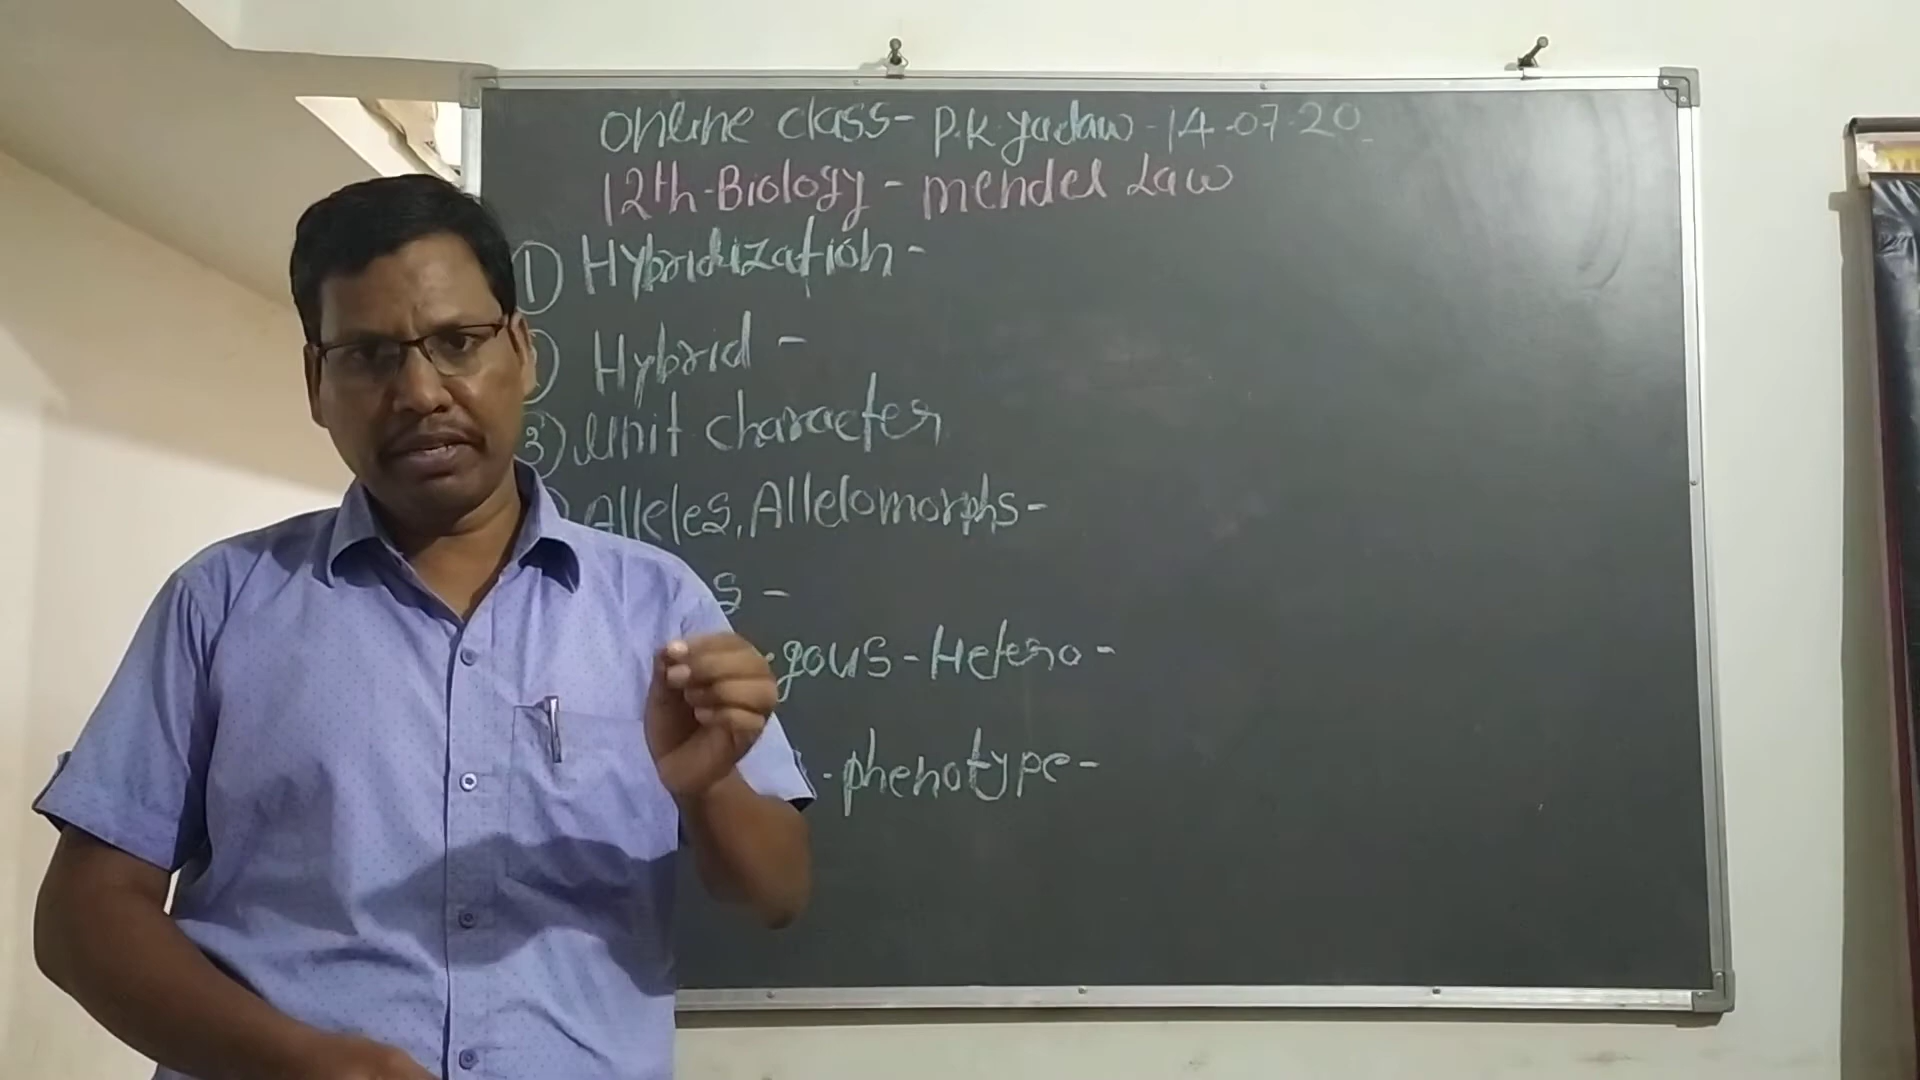 Online class- P.K yadaw -14-07-20
12th-Biology - mendel Law
① Hybridization -
Hybrid -
③ unit character
Alleles, Allelomorphs-
s -
gous - Hetero -
-phenotype-